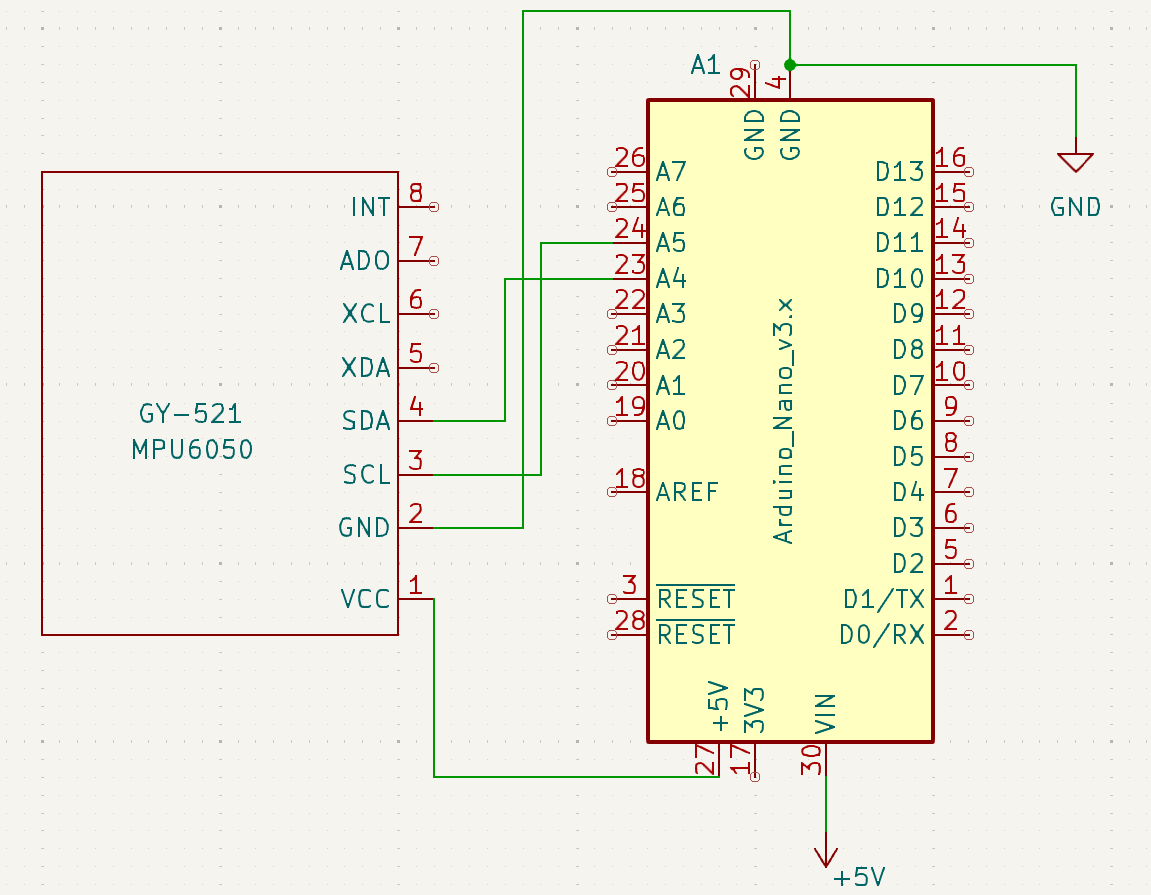 A1
29
4
GND
GND
GND
GY-521
MPU6050
INT 8
ADO 7
XCL 6
XDA 5
SDA 4
SCL 3
GND 2
VCC 1
26 A7
25 A6
24 A5
23 A4
22 A3
21 A2
20 A1
19 A0
18 AREF
3 RESET
28 RESET
Arduino_Nano_v3.x
D13 16
D12 15
D11 14
D10 13
D9 12
D8 11
D7 10
D6 9
D5 8
D4 7
D3 6
D2 5
D1/TX 1
D0/RX 2
+5V
3V3
VIN
27
17
30
+5V